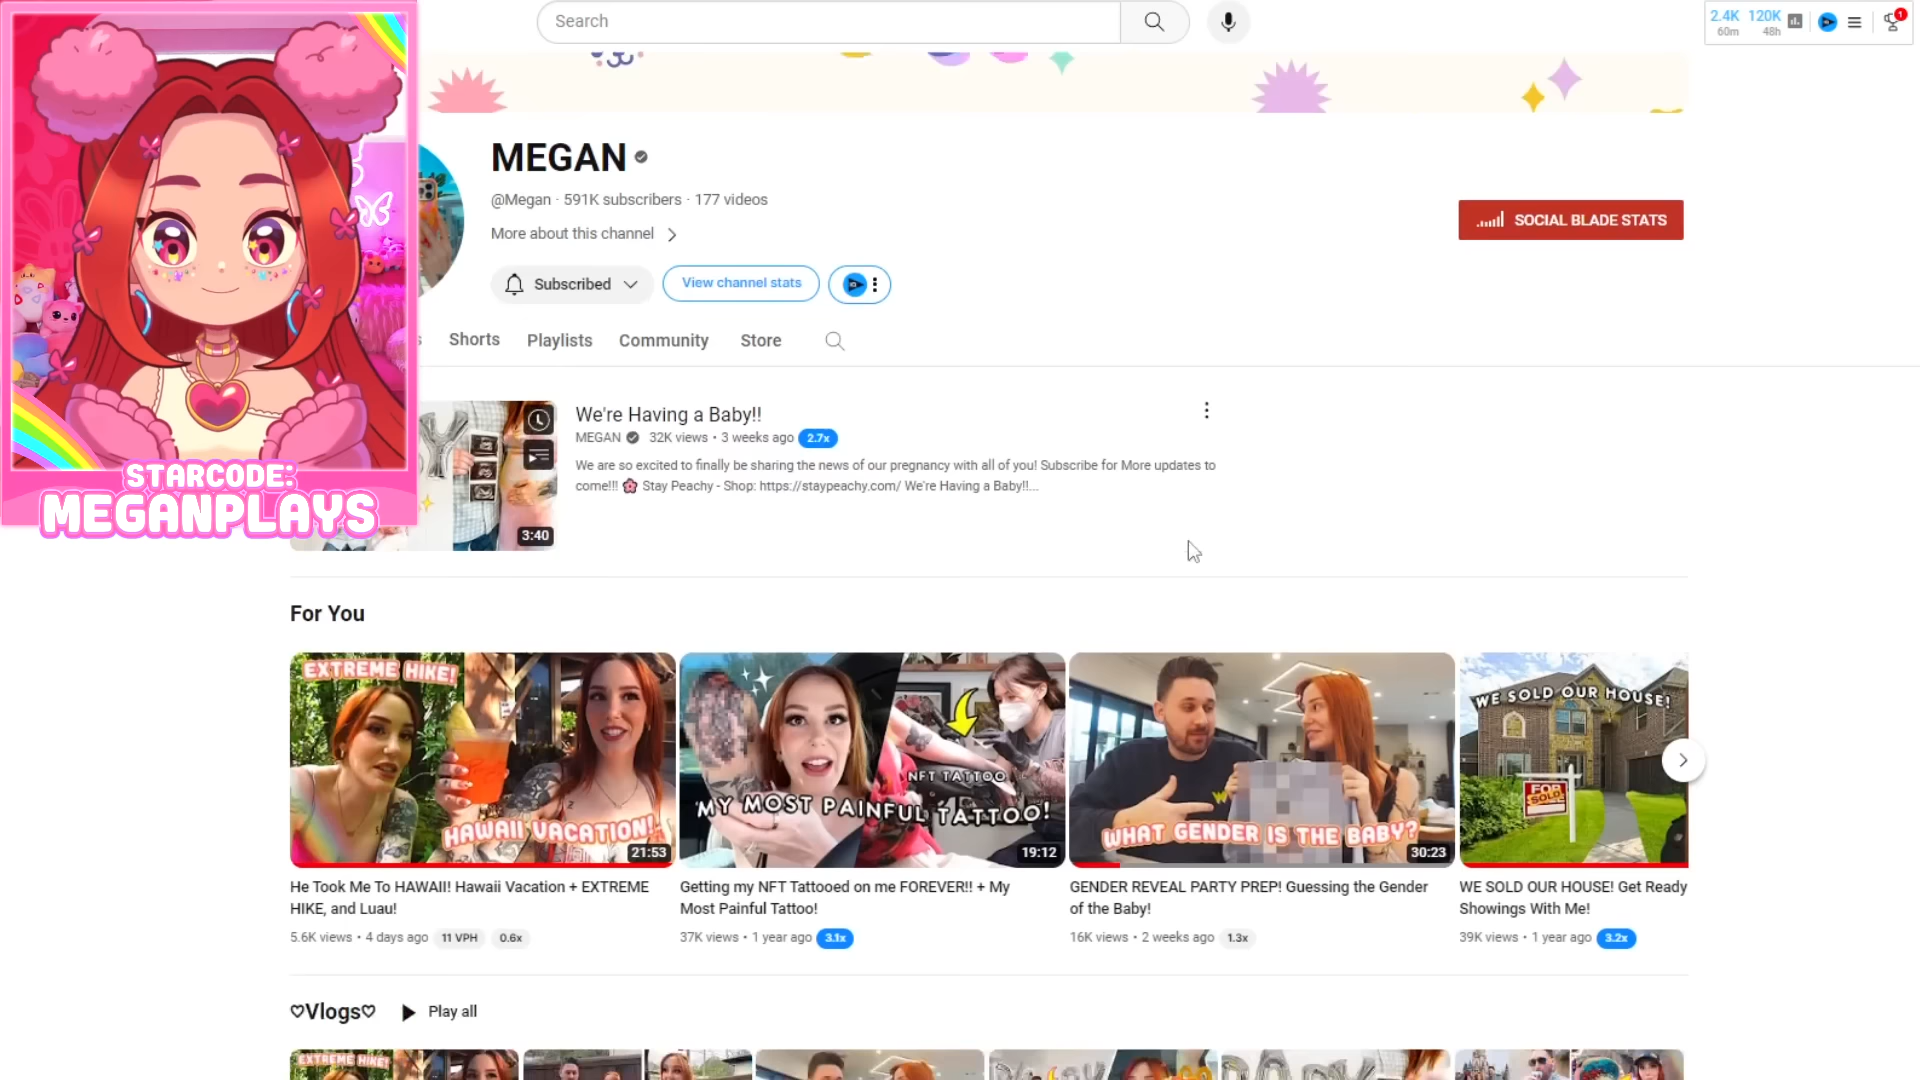 Search
2.4K 120K
60m 48h
1
MEGAN
@Megan · 591K subscribers · 177 videos
More about this channel
SOCIAL BLADE STATS
Subscribed
View channel stats
Shorts Playlists Community Store
STARCODE:
MEGANPLAYS
We're Having a Baby!!
MEGAN 32K views • 3 weeks ago 2.7x
We are so excited to finally be sharing the news of our pregnancy with all of you! Subscribe for More updates to
come!!! 🌸 Stay Peachy - Shop: https://staypeachy.com/ We're Having a Baby!!...
3:40
For You
EXTREME HIKE!
HAWAII VACATION!
21:53
NFT TATTOO
MY MOST PAINFUL TATTOO!
19:12
WHAT GENDER IS THE BABY?
30:23
WE SOLD OUR HOUSE!
FOR SALE
SOLD
He Took Me To HAWAII! Hawaii Vacation + EXTREME
HIKE, and Luau!
5.6K views • 4 days ago 11 VPH 0.6x
Getting my NFT Tattooed on me FOREVER!! + My
Most Painful Tattoo!
37K views • 1 year ago 3.1x
GENDER REVEAL PARTY PREP! Guessing the Gender
of the Baby!
16K views • 2 weeks ago 1.3x
WE SOLD OUR HOUSE! Get Ready
Showings With Me!
39K views • 1 year ago 3.2x
♡Vlogs♡ Play all
EXTREME HIKE!